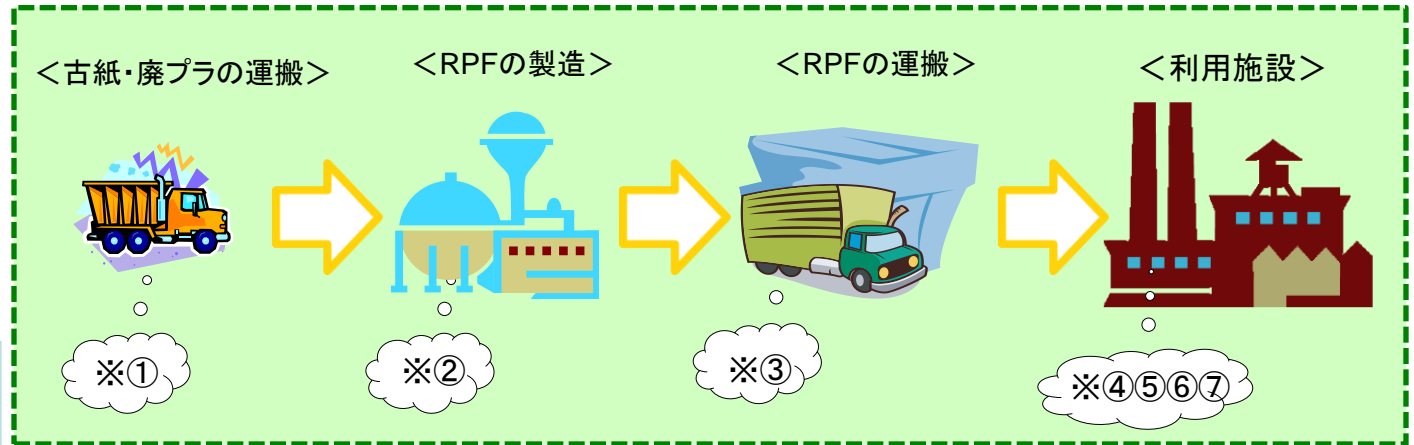 ＜古紙・廃プラの運搬＞
＜RPFの製造＞
＜RPFの運搬＞
＜利用施設＞
※①
※②
※③
※④⑤⑥⑦